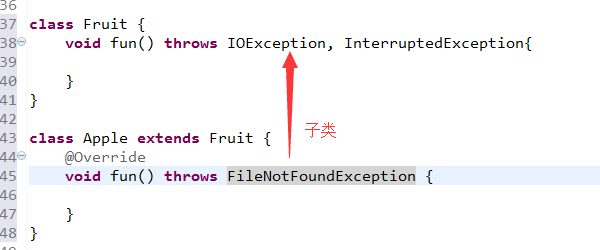 36
37 class Fruit {
38 void fun() throws IOException, InterruptedException{
39
40 }
41 }
42 子类
43 class Apple extends Fruit {
44 @Override
45 void fun() throws FileNotFoundException {
46
47 }
48 }